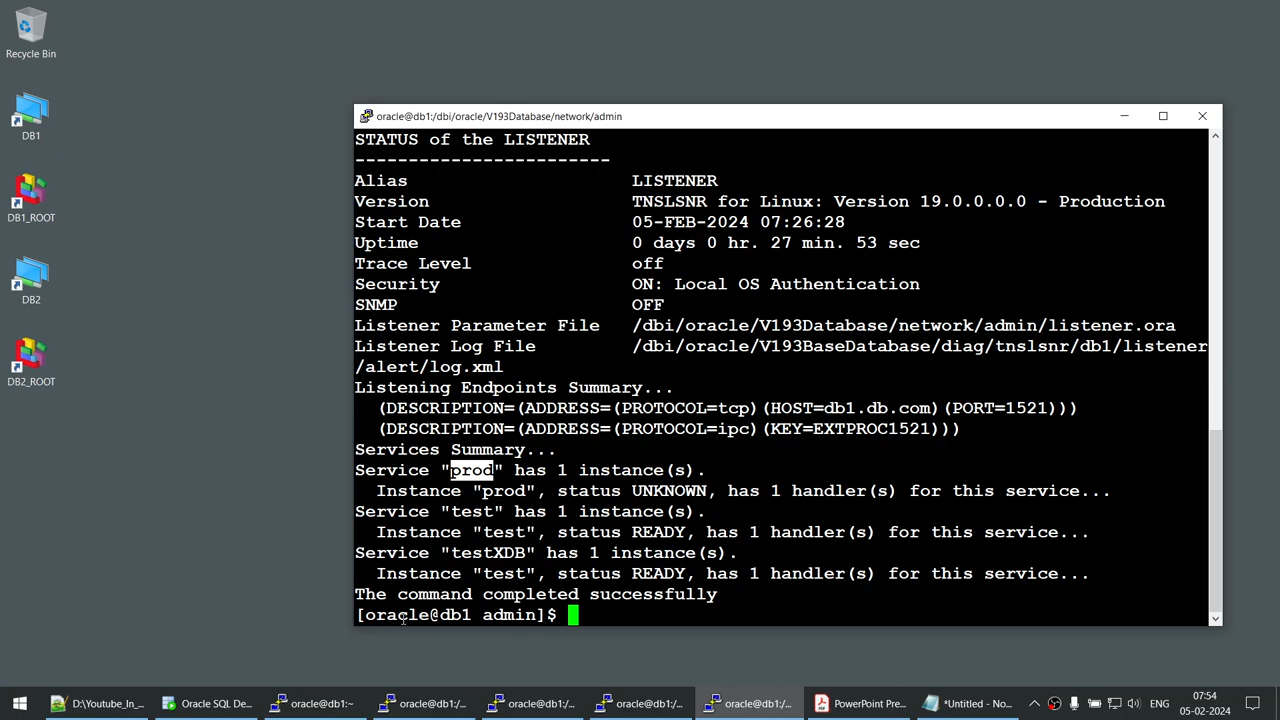 Recycle Bin
DB1
DB1_ROOT
DB2
DB2_ROOT
oracle@db1:/dbi/oracle/V193Database/network/admin
STATUS of the LISTENER
------------------------
Alias LISTENER
Version TNSLSNR for Linux: Version 19.0.0.0.0 - Production
Start Date 05-FEB-2024 07:26:28
Uptime 0 days 0 hr. 27 min. 53 sec
Trace Level off
Security ON: Local OS Authentication
SNMP OFF
Listener Parameter File /dbi/oracle/V193Database/network/admin/listener.ora
Listener Log File /dbi/oracle/V193BaseDatabase/diag/tnslsnr/db1/listener
/alert/log.xml
Listening Endpoints Summary...
(DESCRIPTION=(ADDRESS=(PROTOCOL=tcp)(HOST=db1.db.com)(PORT=1521)))
(DESCRIPTION=(ADDRESS=(PROTOCOL=ipc)(KEY=EXTPROC1521)))
Services Summary...
Service "prod" has 1 instance(s).
Instance "prod", status UNKNOWN, has 1 handler(s) for this service...
Service "test" has 1 instance(s).
Instance "test", status READY, has 1 handler(s) for this service...
Service "testXDB" has 1 instance(s).
Instance "test", status READY, has 1 handler(s) for this service...
The command completed successfully
[oracle@db1 admin]$
D:\Youtube_In_... Oracle SQL De... oracle@db1:~ oracle@db1:/... oracle@db1:/... oracle@db1:/... oracle@db1:/... PowerPoint Pre... *Untitled - No... ENG 07:54
05-02-2024